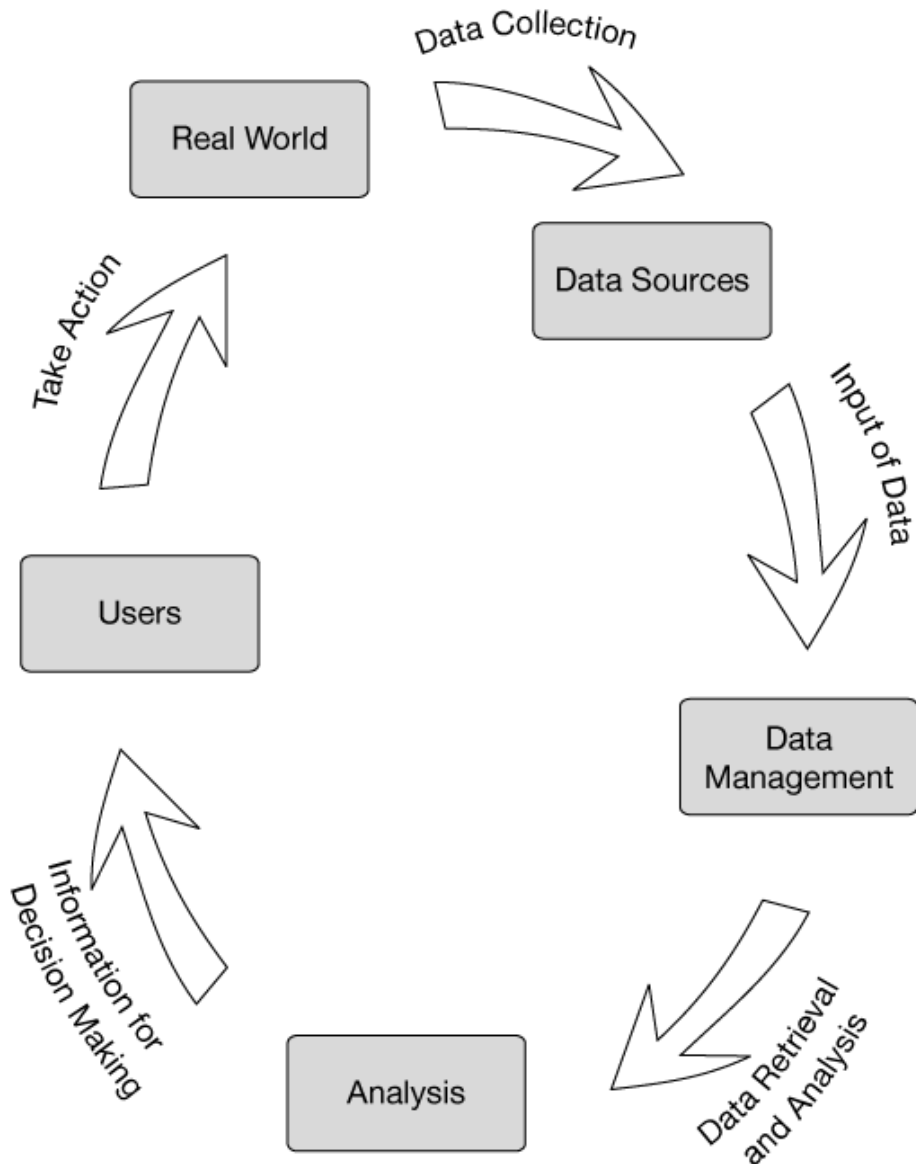 Data Collection
Real World
Data Sources
Take Action
Input of Data
Users
Data
Management
Information for
Decision Making
Analysis
Data Retrieval
and Analysis